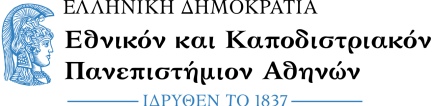 ΕΛΛΗΝΙΚΗ ΔΗΜΟΚΡΑΤΙΑ
Εθνικόν και Καποδιστριακόν
Πανεπιστήμιον Αθηνών
ΙΔΡΥΘΕΝ ΤΟ 1837